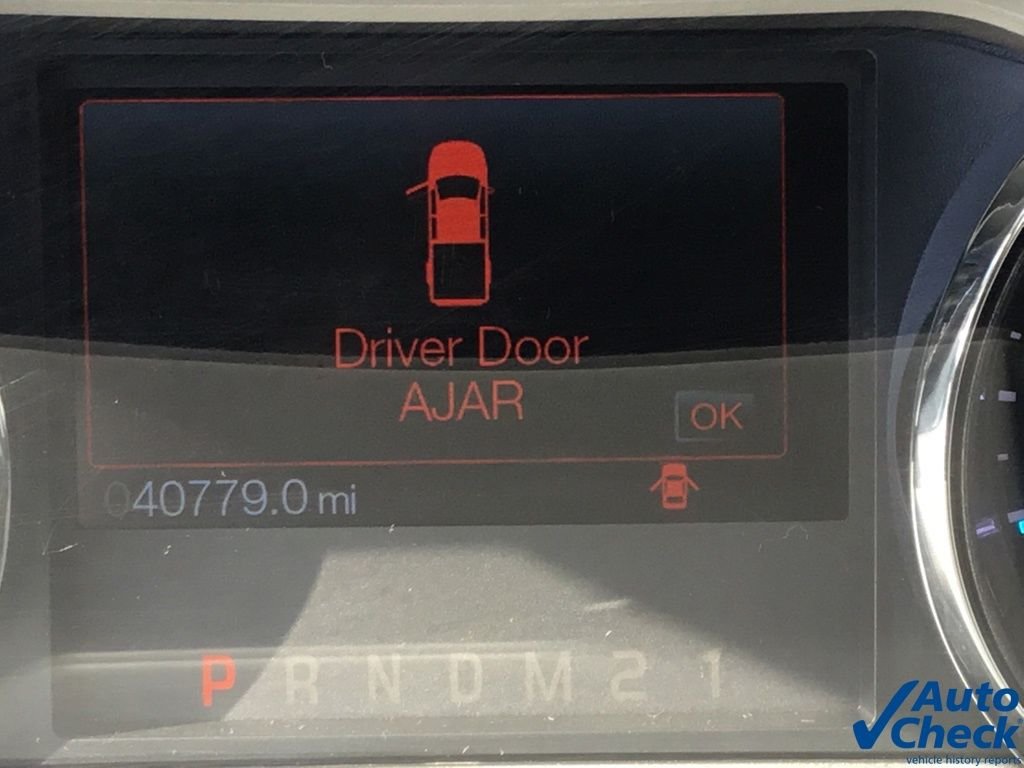 Driver Door
AJAR
OK
040779.0 mi
P R N D M 2 1
Auto
Check
vehicle history reports